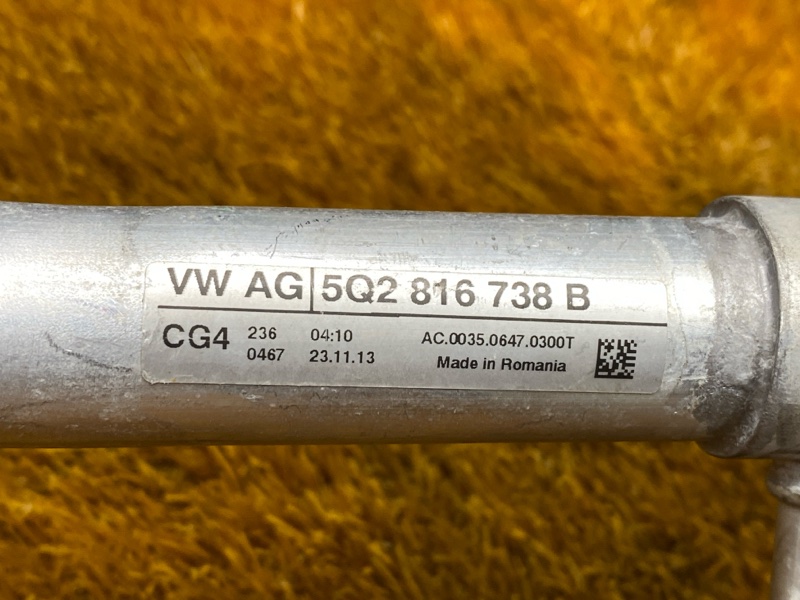 VW AG|5Q2 816 738 B
CG4 236 04:10 AC.0035.0647.0300T
0467 23.11.13 Made in Romania